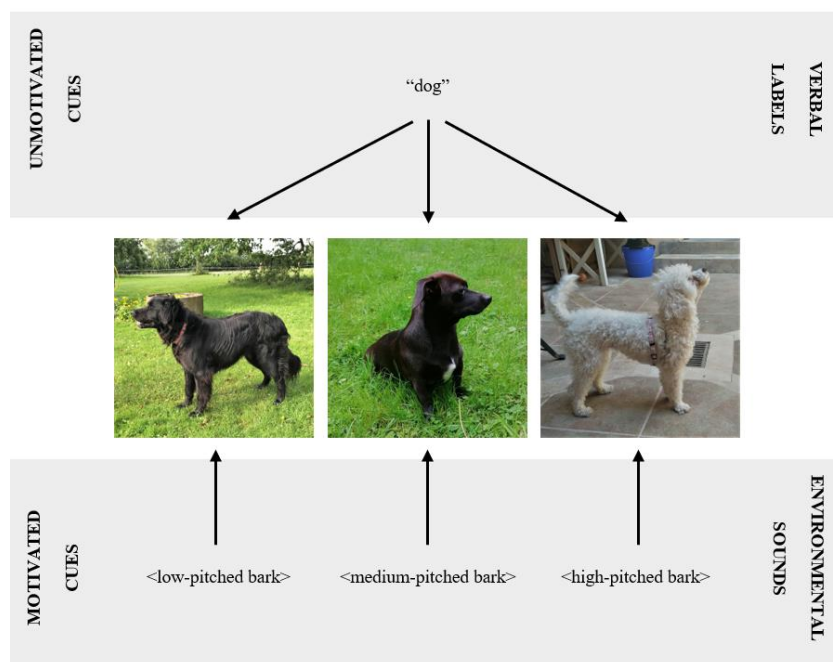 UNMOTIVATED
CUES
“dog”
VERBAL
LABELS
MOTIVATED
CUES
<low-pitched bark>
<medium-pitched bark>
<high-pitched bark>
ENVIRONMENTAL
SOUNDS